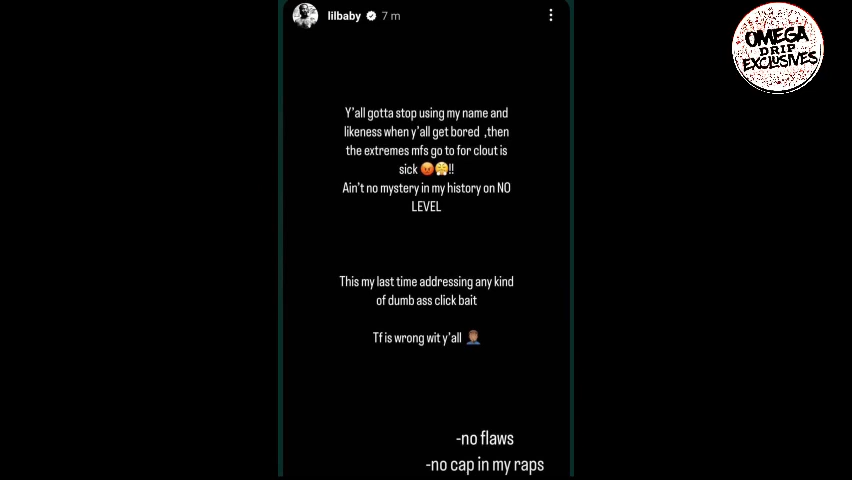 lilbaby 7 m
OMEGA
DRIP
EXCLUSIVES
Y'all gotta stop using my name and
likeness when y'all get bored ,then
the extremes mfs go to for clout is
sick 😡😤!!
Ain't no mystery in my history on NO
LEVEL
This my last time addressing any kind
of dumb ass click bait
Tf is wrong wit y'all 🤦🏽‍♂️
-no flaws
-no cap in my raps